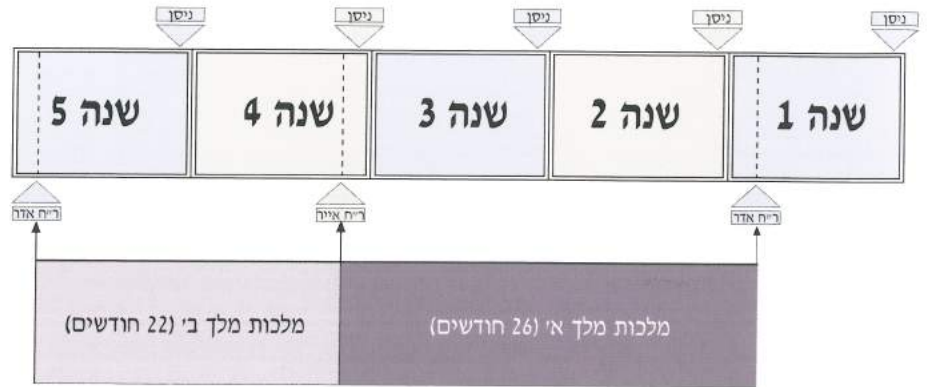 ניסן
ניסן
ניסן
ניסן
ניסן
שנה 1
שנה 2
שנה 3
שנה 4
שנה 5
ר״ח אדר
ר״ח אייר
ר״ח אדר
מלכות מלך א׳ (26 חודשים)
מלכות מלך ב׳ (22 חודשים)